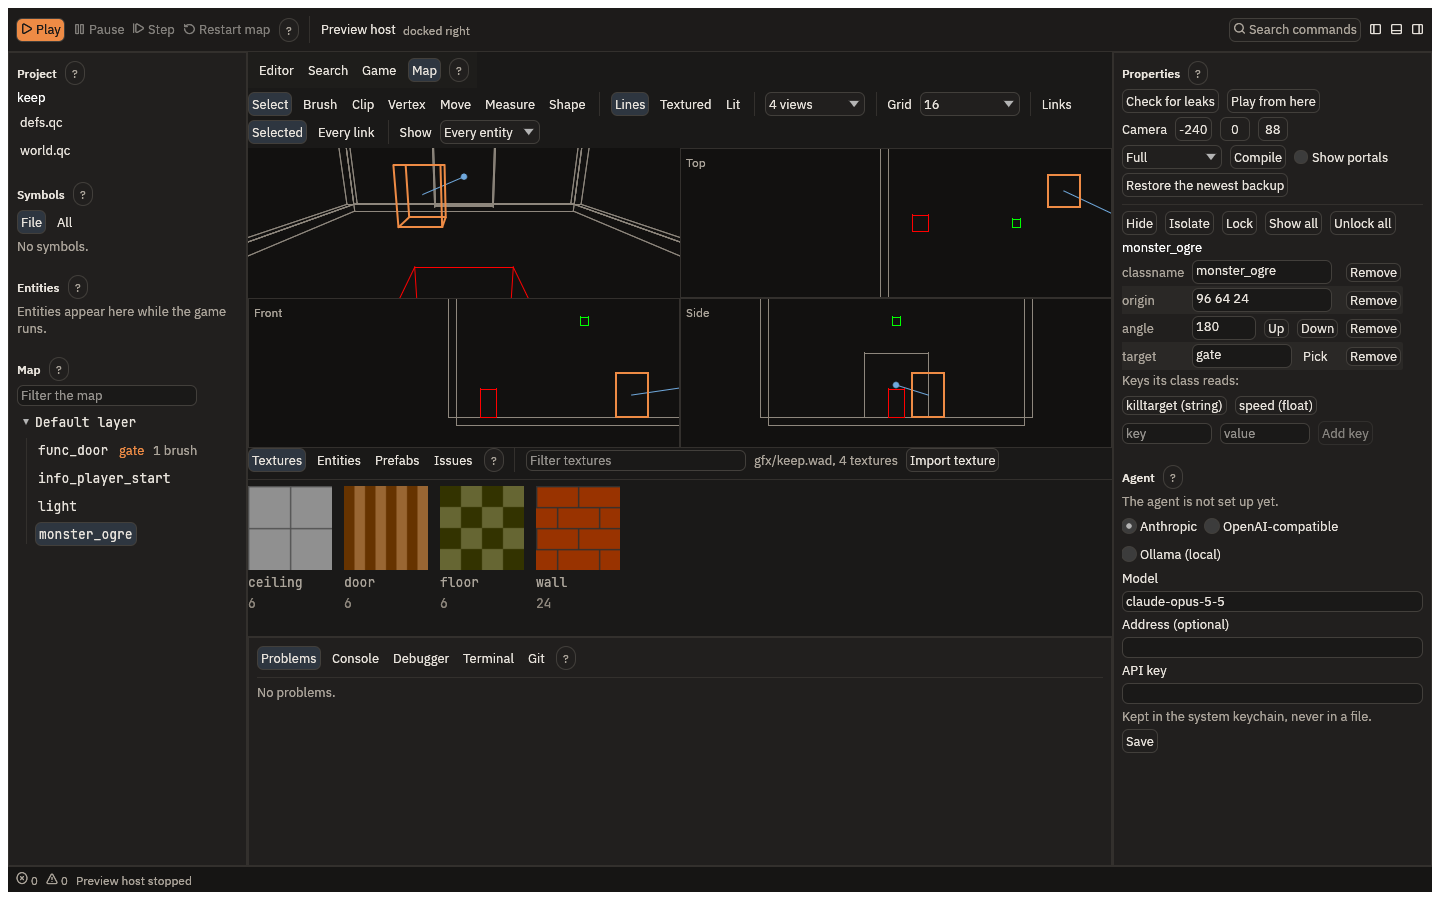 Play Pause Step Restart map ? Preview host docked right Search commands
Project ?
keep
defs.qc
world.qc
Symbols ?
File All
No symbols.
Entities ?
Entities appear here while the game
runs.
Map ?
Filter the map
Default layer
func_door gate 1 brush
info_player_start
light
monster_ogre
Editor Search Game Map ?
Select Brush Clip Vertex Move Measure Shape Lines Textured Lit 4 views Grid 16 Links
Selected Every link Show Every entity
Top
Front
Side
Textures Entities Prefabs Issues ? Filter textures gfx/keep.wad, 4 textures Import texture
ceiling door floor wall
6 6 6 24
Problems Console Debugger Terminal Git ?
No problems.
Properties ?
Check for leaks Play from here
Camera -240 0 88
Full Compile Show portals
Restore the newest backup
Hide Isolate Lock Show all Unlock all
monster_ogre
classname monster_ogre Remove
origin 96 64 24 Remove
angle 180 Up Down Remove
target gate Pick Remove
Keys its class reads:
killtarget (string) speed (float)
key value Add key
Agent ?
The agent is not set up yet.
Anthropic OpenAI-compatible
Ollama (local)
Model
claude-opus-5-5
Address (optional)
API key
Kept in the system keychain, never in a file.
Save
0 0 Preview host stopped